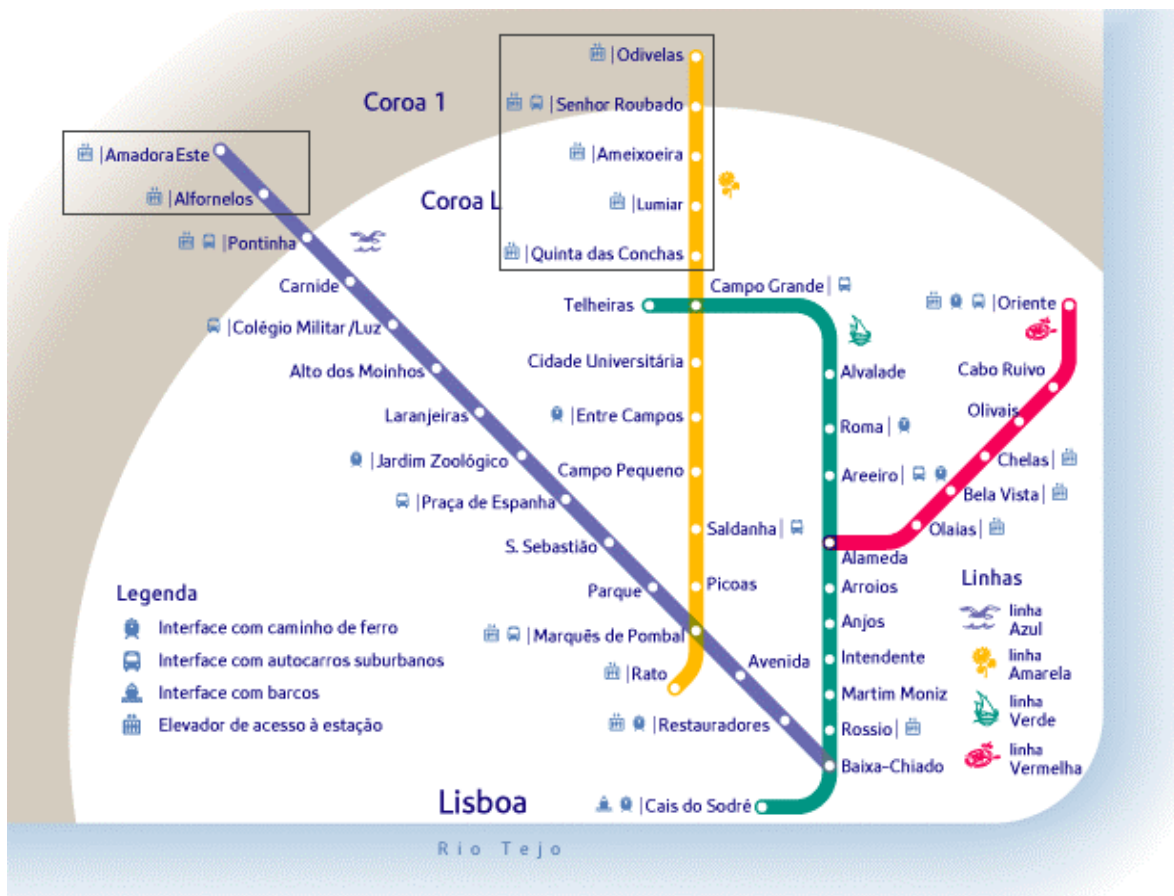 Odivelas
Coroa 1
Senhor Roubado
Amadora Este
Ameixoeira
Alfornelos
Coroa L
Lumiar
Pontinha
Quinta das Conchas
Carnide
Campo Grande
Telheiras
Oriente
Colégio Militar/Luz
Cidade Universitária
Alvalade
Cabo Ruivo
Alto dos Moinhos
Laranjeiras
Entre Campos
Roma
Olivais
Jardim Zoológico
Campo Pequeno
Areeiro
Chelas
Praça de Espanha
Bela Vista
Saldanha
Olaias
S. Sebastião
Alameda
Parque
Picoas
Arroios
Anjos
Marquês de Pombal
Avenida
Intendente
Rato
Martim Moniz
Restauradores
Rossio
Baixa-Chiado
Cais do Sodré
Legenda
Interface com caminho de ferro
Interface com autocarros suburbanos
Interface com barcos
Elevador de acesso à estação
Linhas
linha
Azul
linha
Amarela
linha
Verde
linha
Vermelha
Lisboa
Rio Tejo